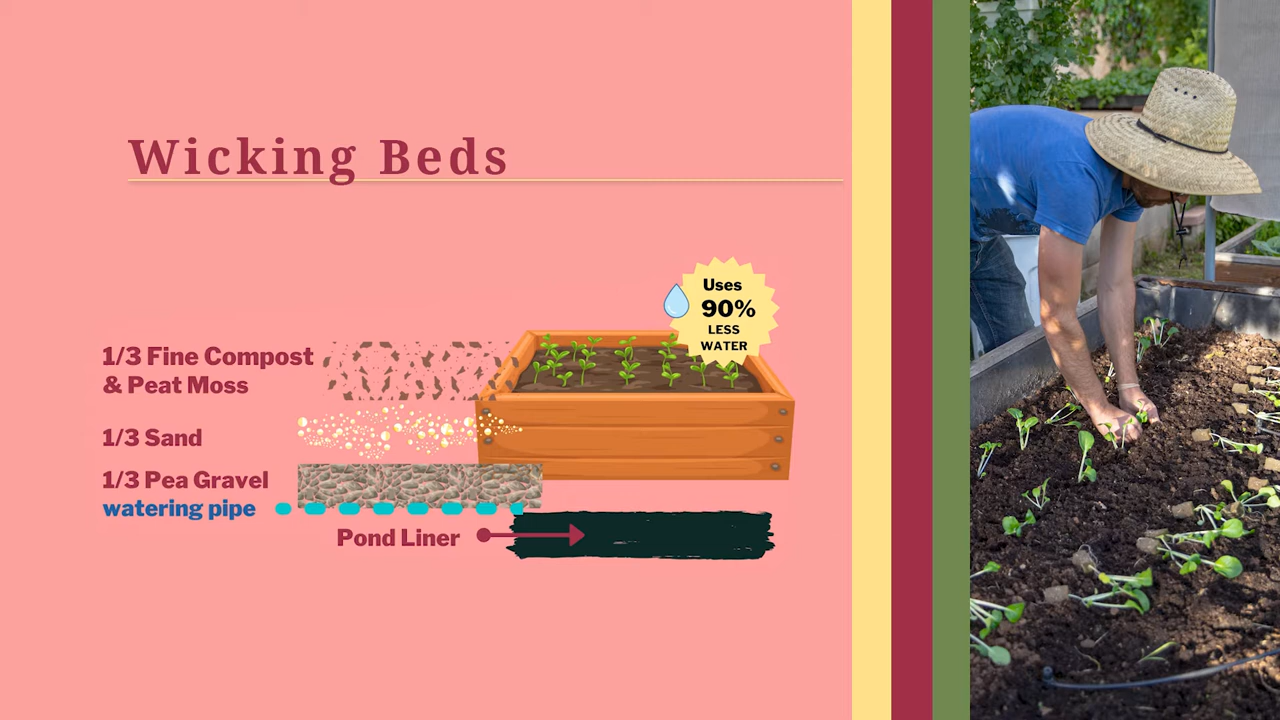 Wicking Beds
Uses
90%
LESS
WATER
1/3 Fine Compost
& Peat Moss
1/3 Sand
1/3 Pea Gravel
watering pipe
Pond Liner